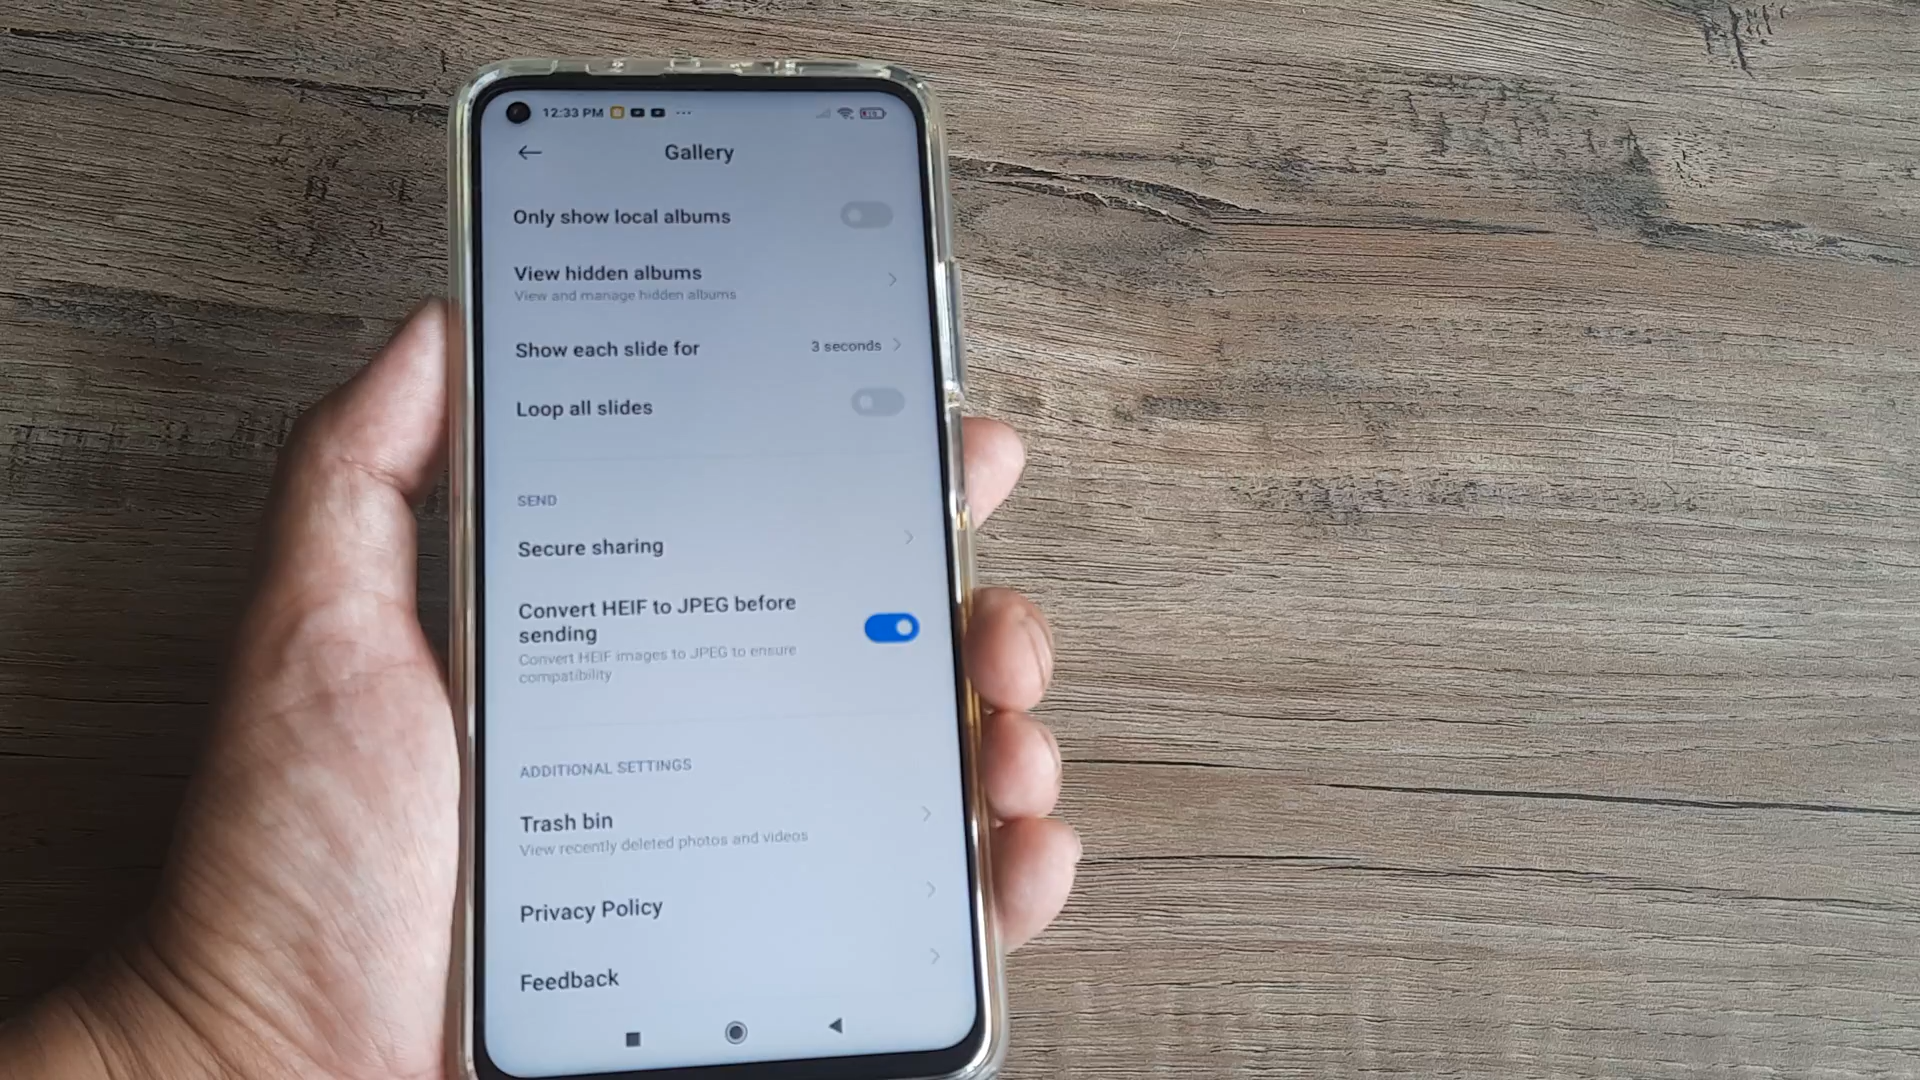 12:33 PM
Gallery
Only show local albums
View hidden albums
View and manage hidden albums
Show each slide for
3 seconds
Loop all slides
SEND
Secure sharing
Convert HEIF to JPEG before
sending
Convert HEIF images to JPEG to ensure
compatibility
ADDITIONAL SETTINGS
Trash bin
View recently deleted photos and videos
Privacy Policy
Feedback